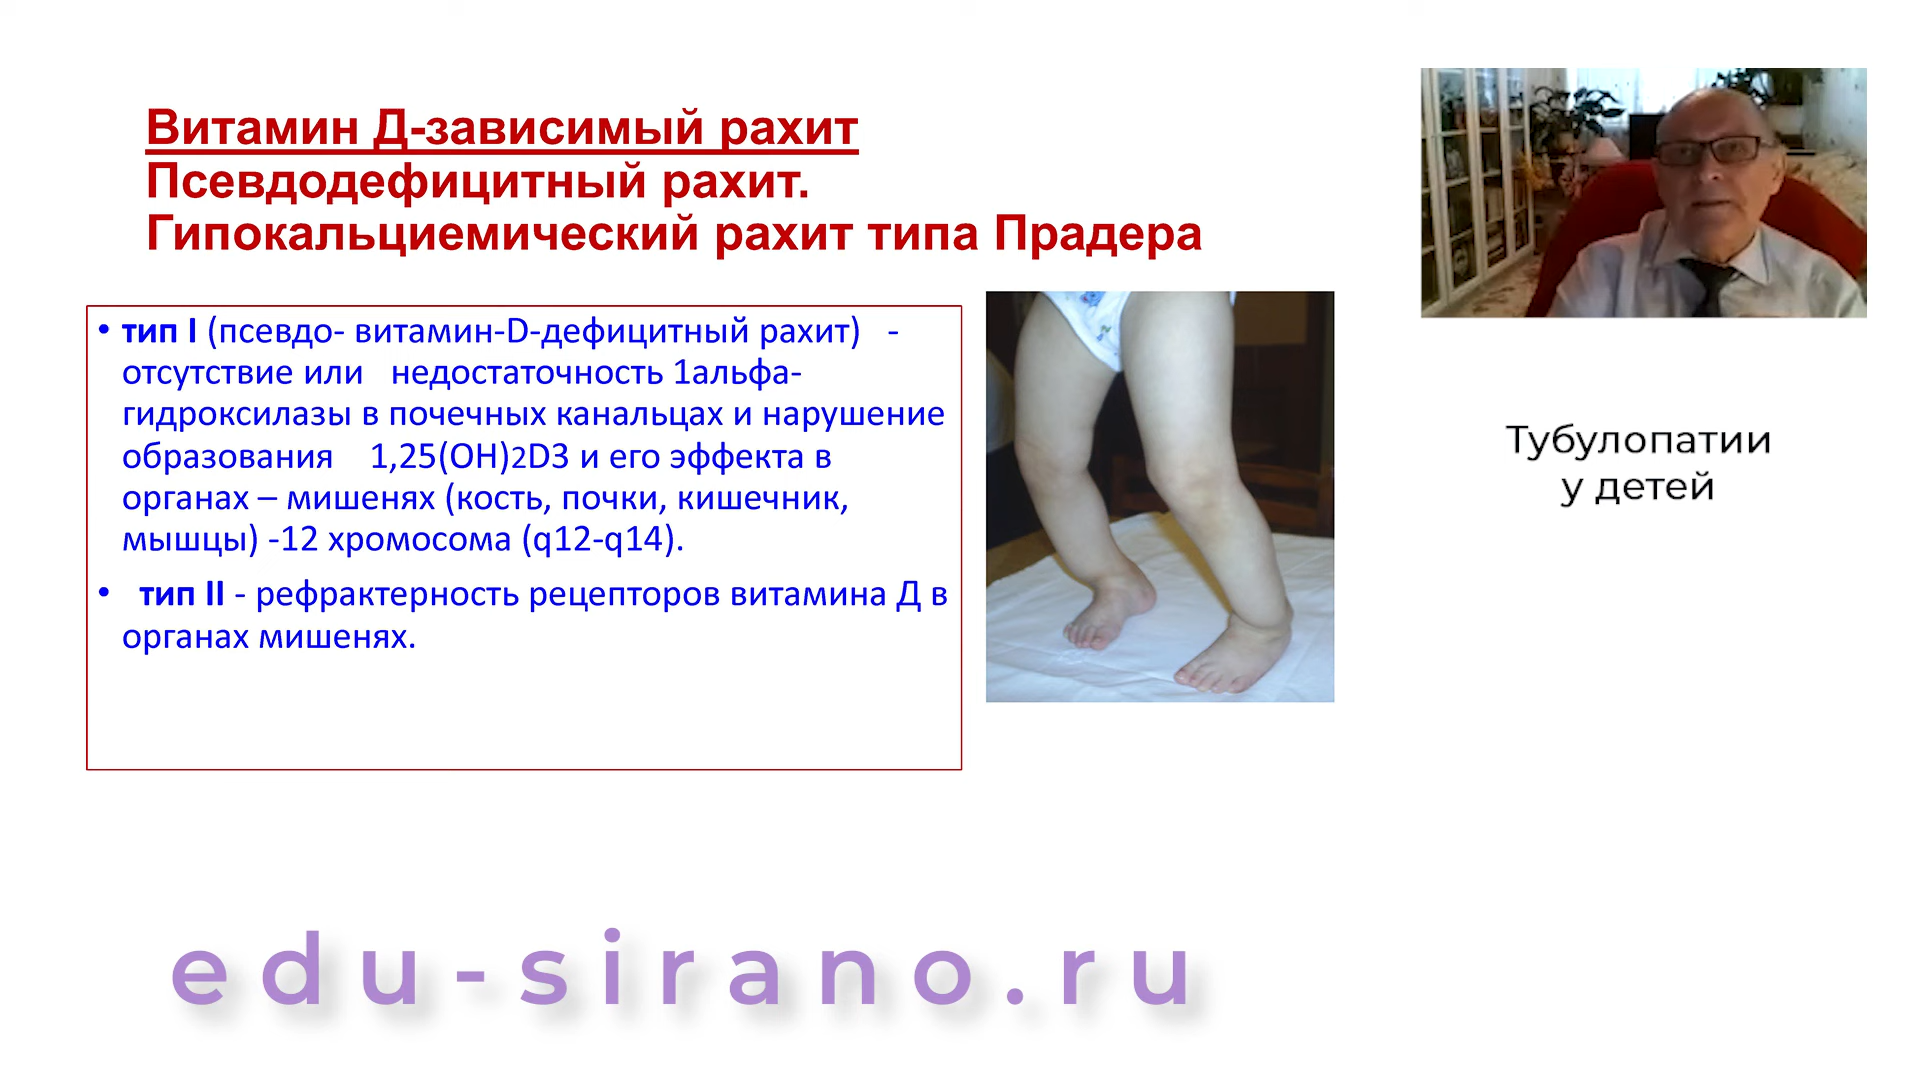 Витамин Д-зависимый рахит
Псевдодефицитный рахит.
Гипокальциемический рахит типа Прадера
• тип I (псевдо- витамин-D-дефицитный рахит) -
отсутствие или недостаточность 1альфа-
гидроксилазы в почечных канальцах и нарушение
образования 1,25(OH)2D3 и его эффекта в
органах – мишенях (кость, почки, кишечник,
мышцы) -12 хромосома (q12-q14).
• тип II - рефрактерность рецепторов витамина Д в
органах мишенях.
Тубулопатии
у детей
edu-sirano.ru